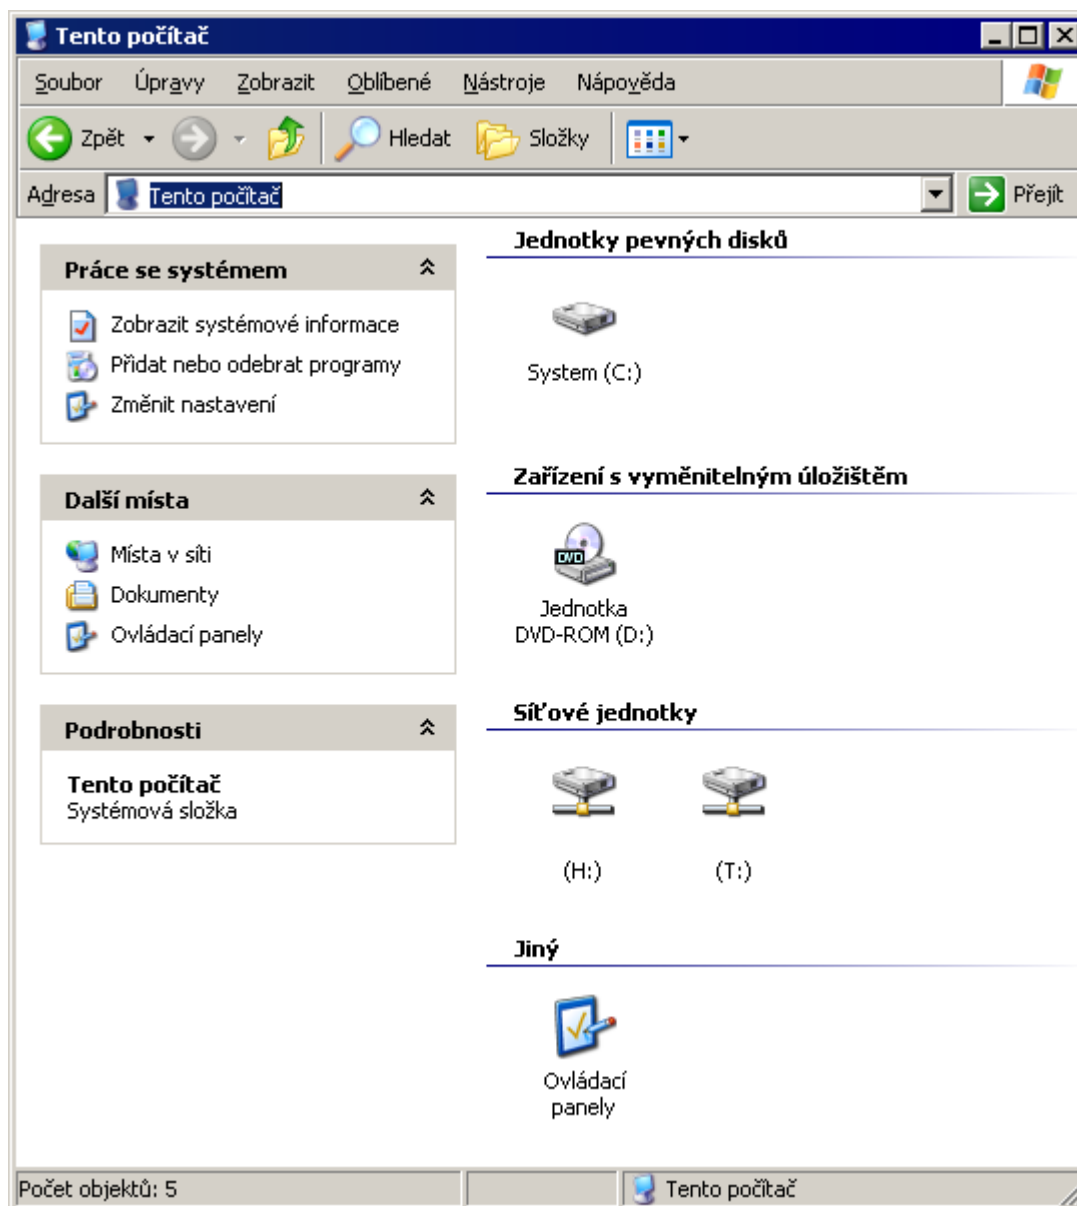 Tento počítač
Soubor Úpravy Zobrazit Oblíbené Nástroje Nápověda
Zpět Hledat Složky
Adresa Tento počítač Přejít
Práce se systémem
Zobrazit systémové informace
Přidat nebo odebrat programy
Změnit nastavení
Další místa
Místa v síti
Dokumenty
Ovládací panely
Podrobnosti
Tento počítač
Systémová složka
Jednotky pevných disků
System (C:)
Zařízení s vyměnitelným úložištěm
DVD
Jednotka
DVD-ROM (D:)
Síťové jednotky
(H:) (T:)
Jiný
Ovládací
panely
Počet objektů: 5 Tento počítač